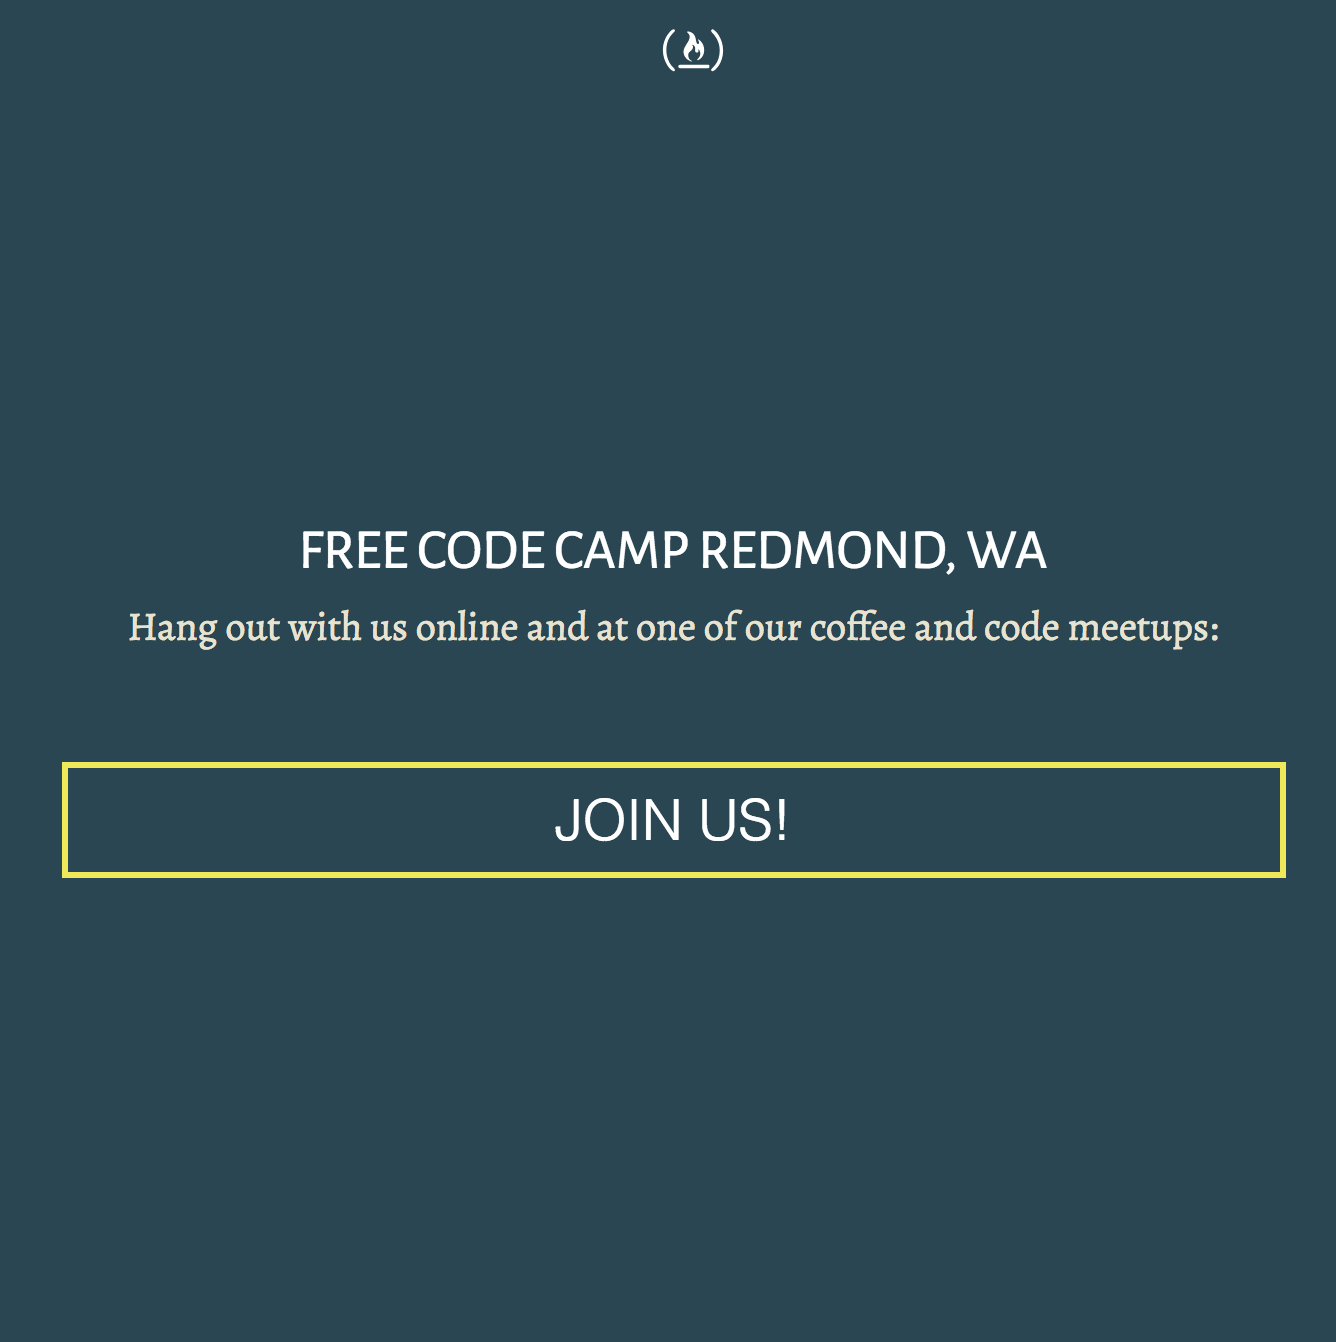 FREE CODE CAMP REDMOND, WA
Hang out with us online and at one of our coffee and code meetups:
JOIN US!